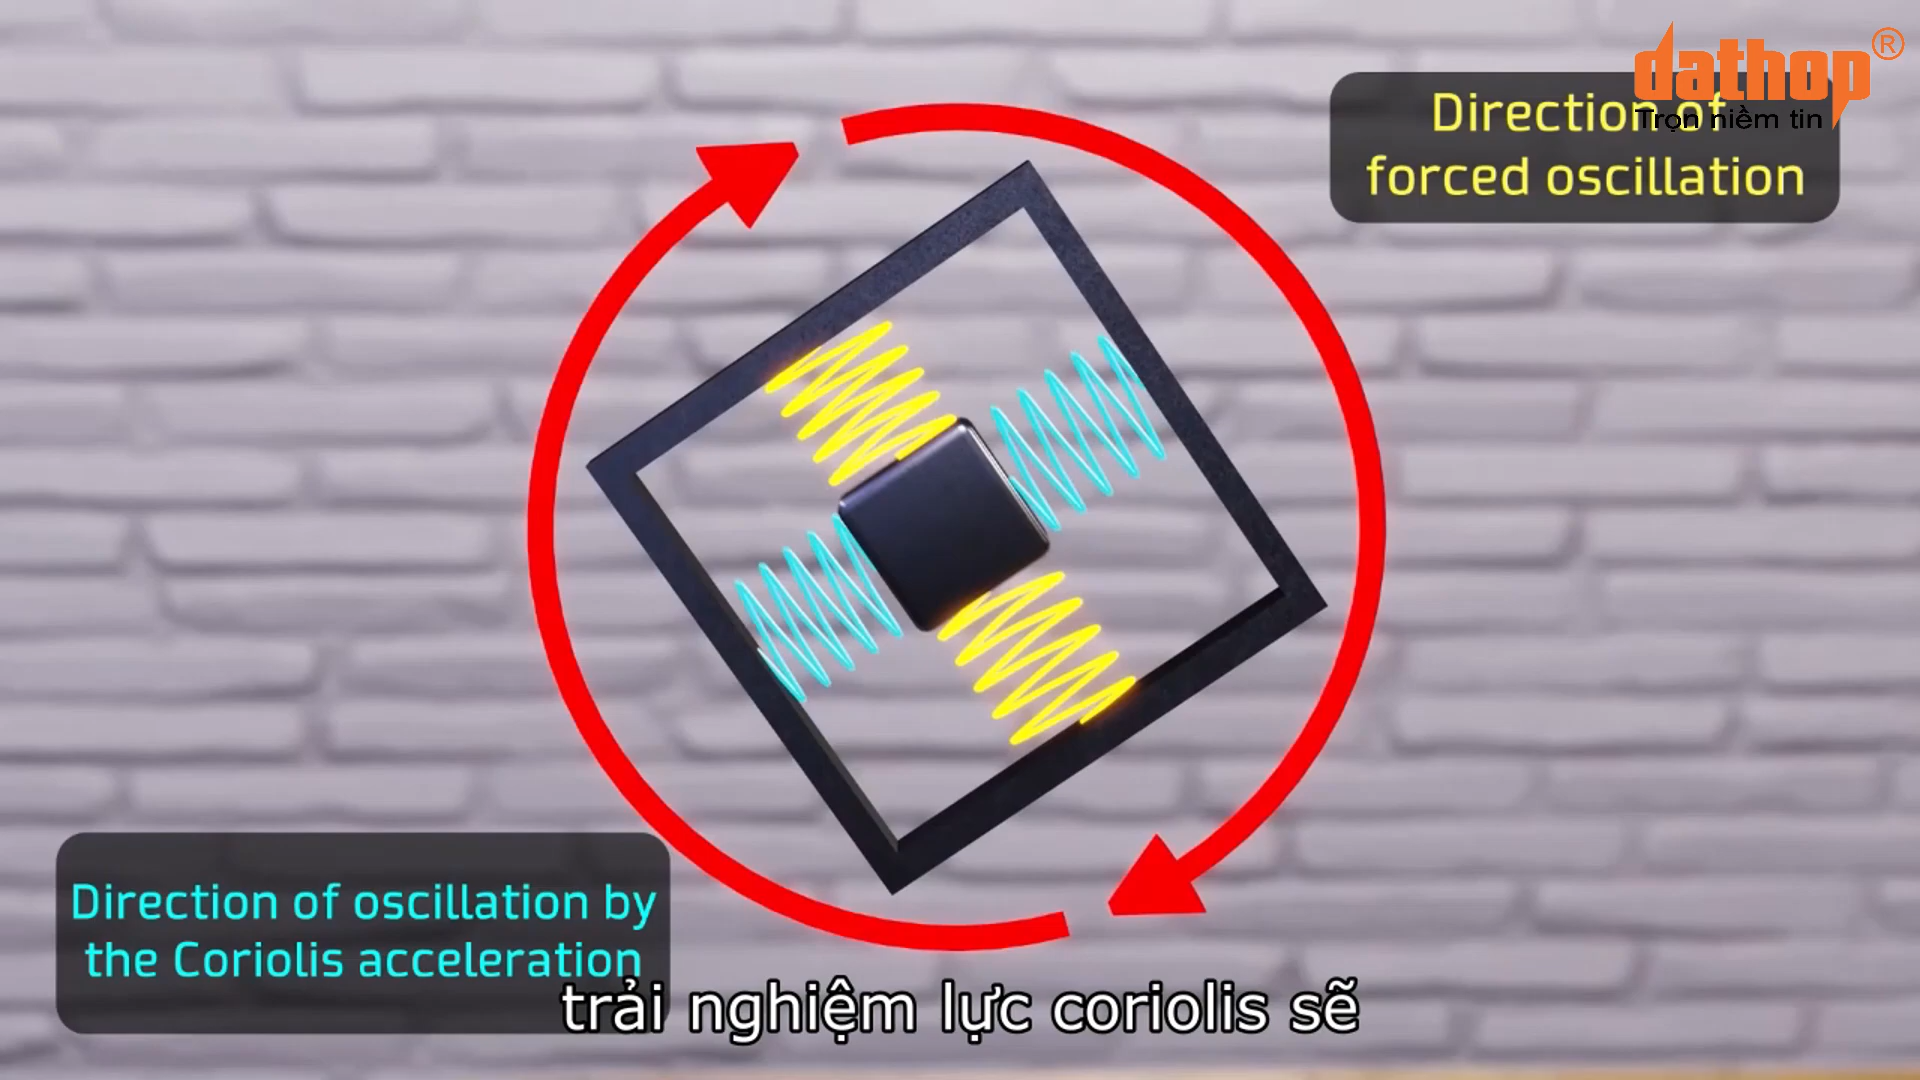 dathop®
Trọn niềm tin
Direction of
forced oscillation
Direction of oscillation by
the Coriolis acceleration
trải nghiệm lực coriolis sẽ